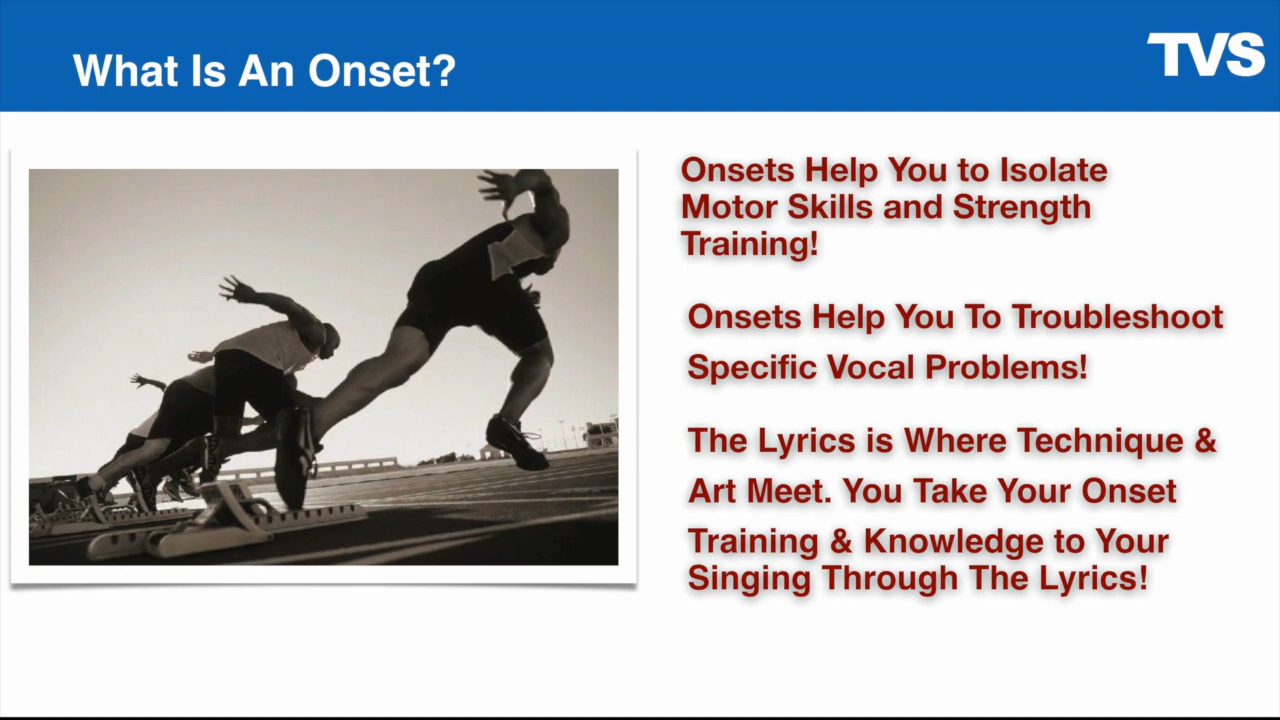 What Is An Onset?
TVS
Onsets Help You to Isolate
Motor Skills and Strength
Training!
Onsets Help You To Troubleshoot
Specific Vocal Problems!
The Lyrics is Where Technique &
Art Meet. You Take Your Onset
Training & Knowledge to Your
Singing Through The Lyrics!